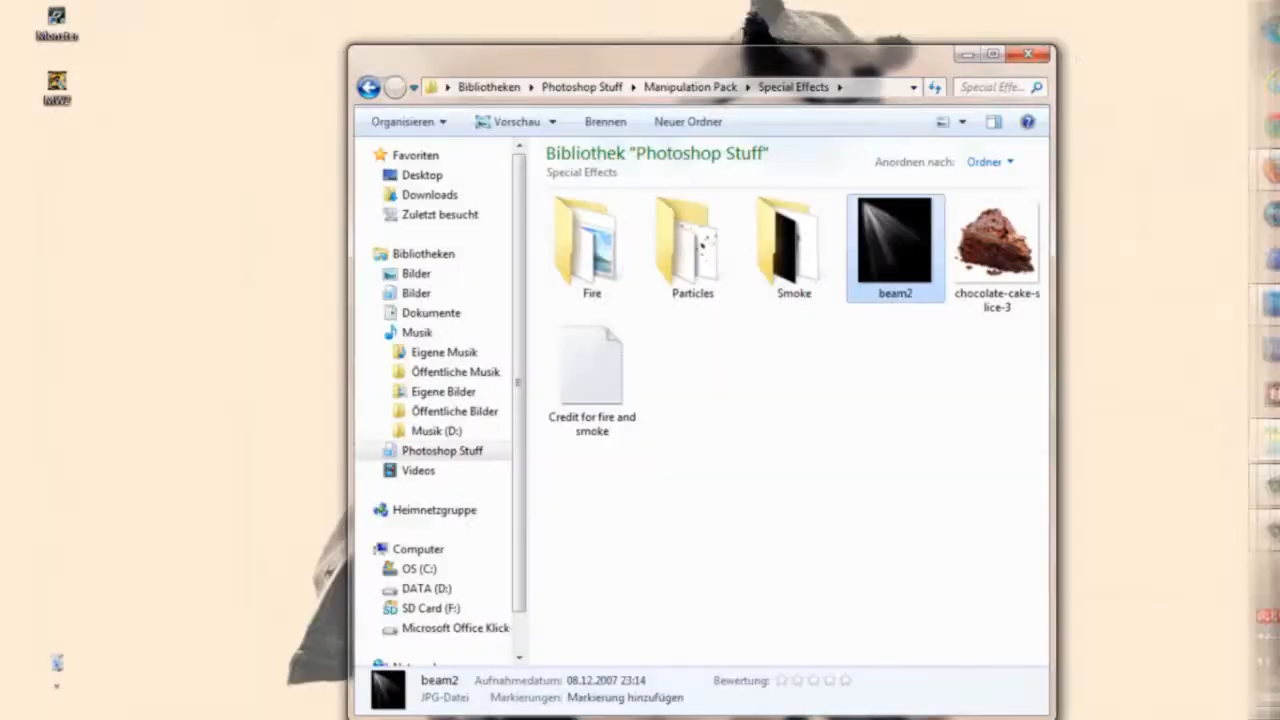 Monster
MW2
Bibliotheken
Photoshop Stuff
Manipulation Pack
Special Effects
Special Effe...
Organisieren
Vorschau
Brennen
Neuer Ordner
Favoriten
Desktop
Downloads
Zuletzt besucht
Bibliotheken
Bilder
Bilder
Dokumente
Musik
Eigene Musik
Öffentliche Musik
Eigene Bilder
Öffentliche Bilder
Musik (D:)
Photoshop Stuff
Videos
Heimnetzgruppe
Computer
OS (C:)
DATA (D:)
SD Card (F:)
Microsoft Office Klick
Bibliothek "Photoshop Stuff"
Special Effects
Anordnen nach: Ordner
Fire
Particles
Smoke
beam2
chocolate-cake-s
lice-3
Credit for fire and
smoke
beam2
Aufnahmedatum: 08.12.2007 23:14
Bewertung:
JPG-Datei
Markierungen: Markierung hinzufügen